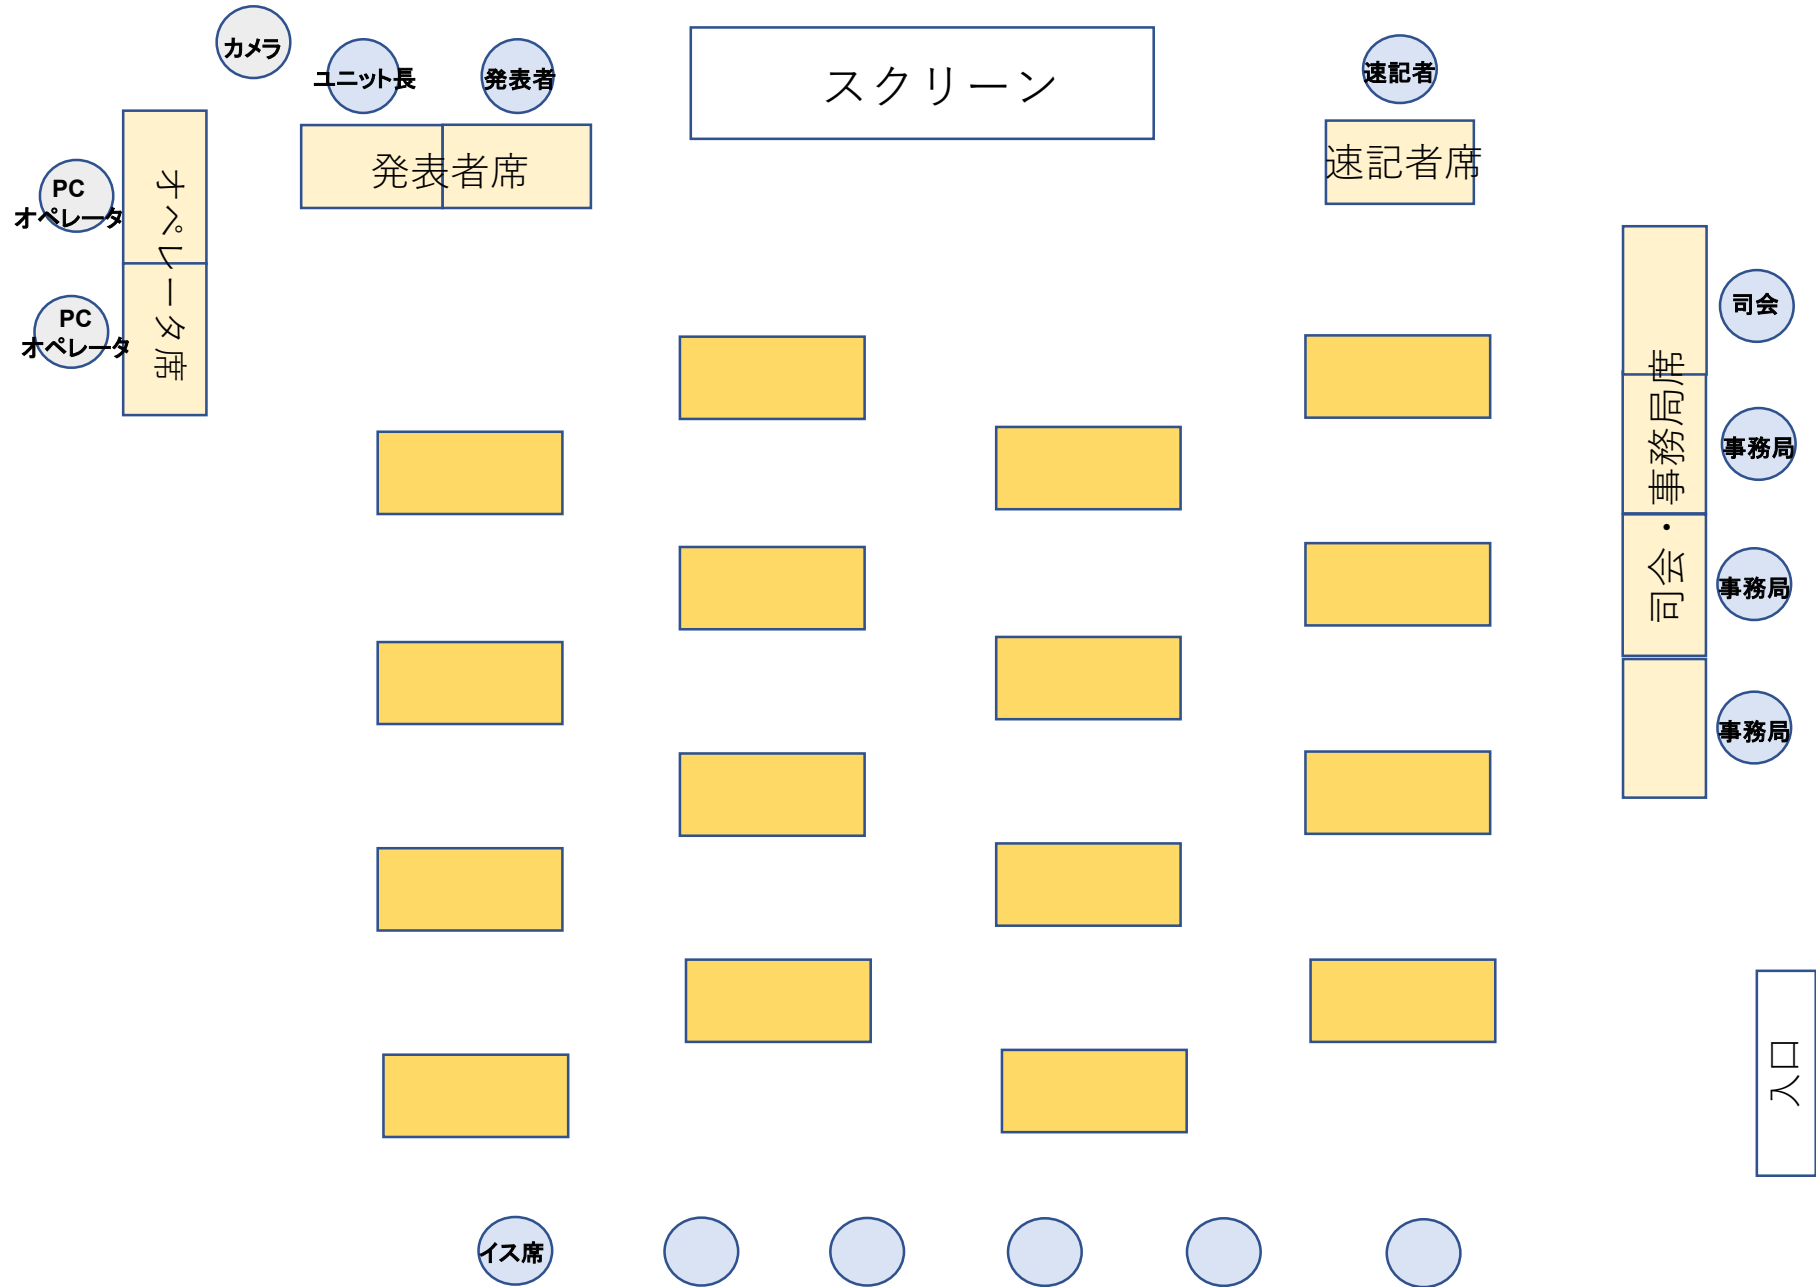 カメラ
ユニット長
発表者
スクリーン
速記者
発表者席
速記者席
PC
オペレータ
PC
オペレータ
オペレータ席
司会
事務局
事務局
事務局
司会・事務局席
入口
イス席